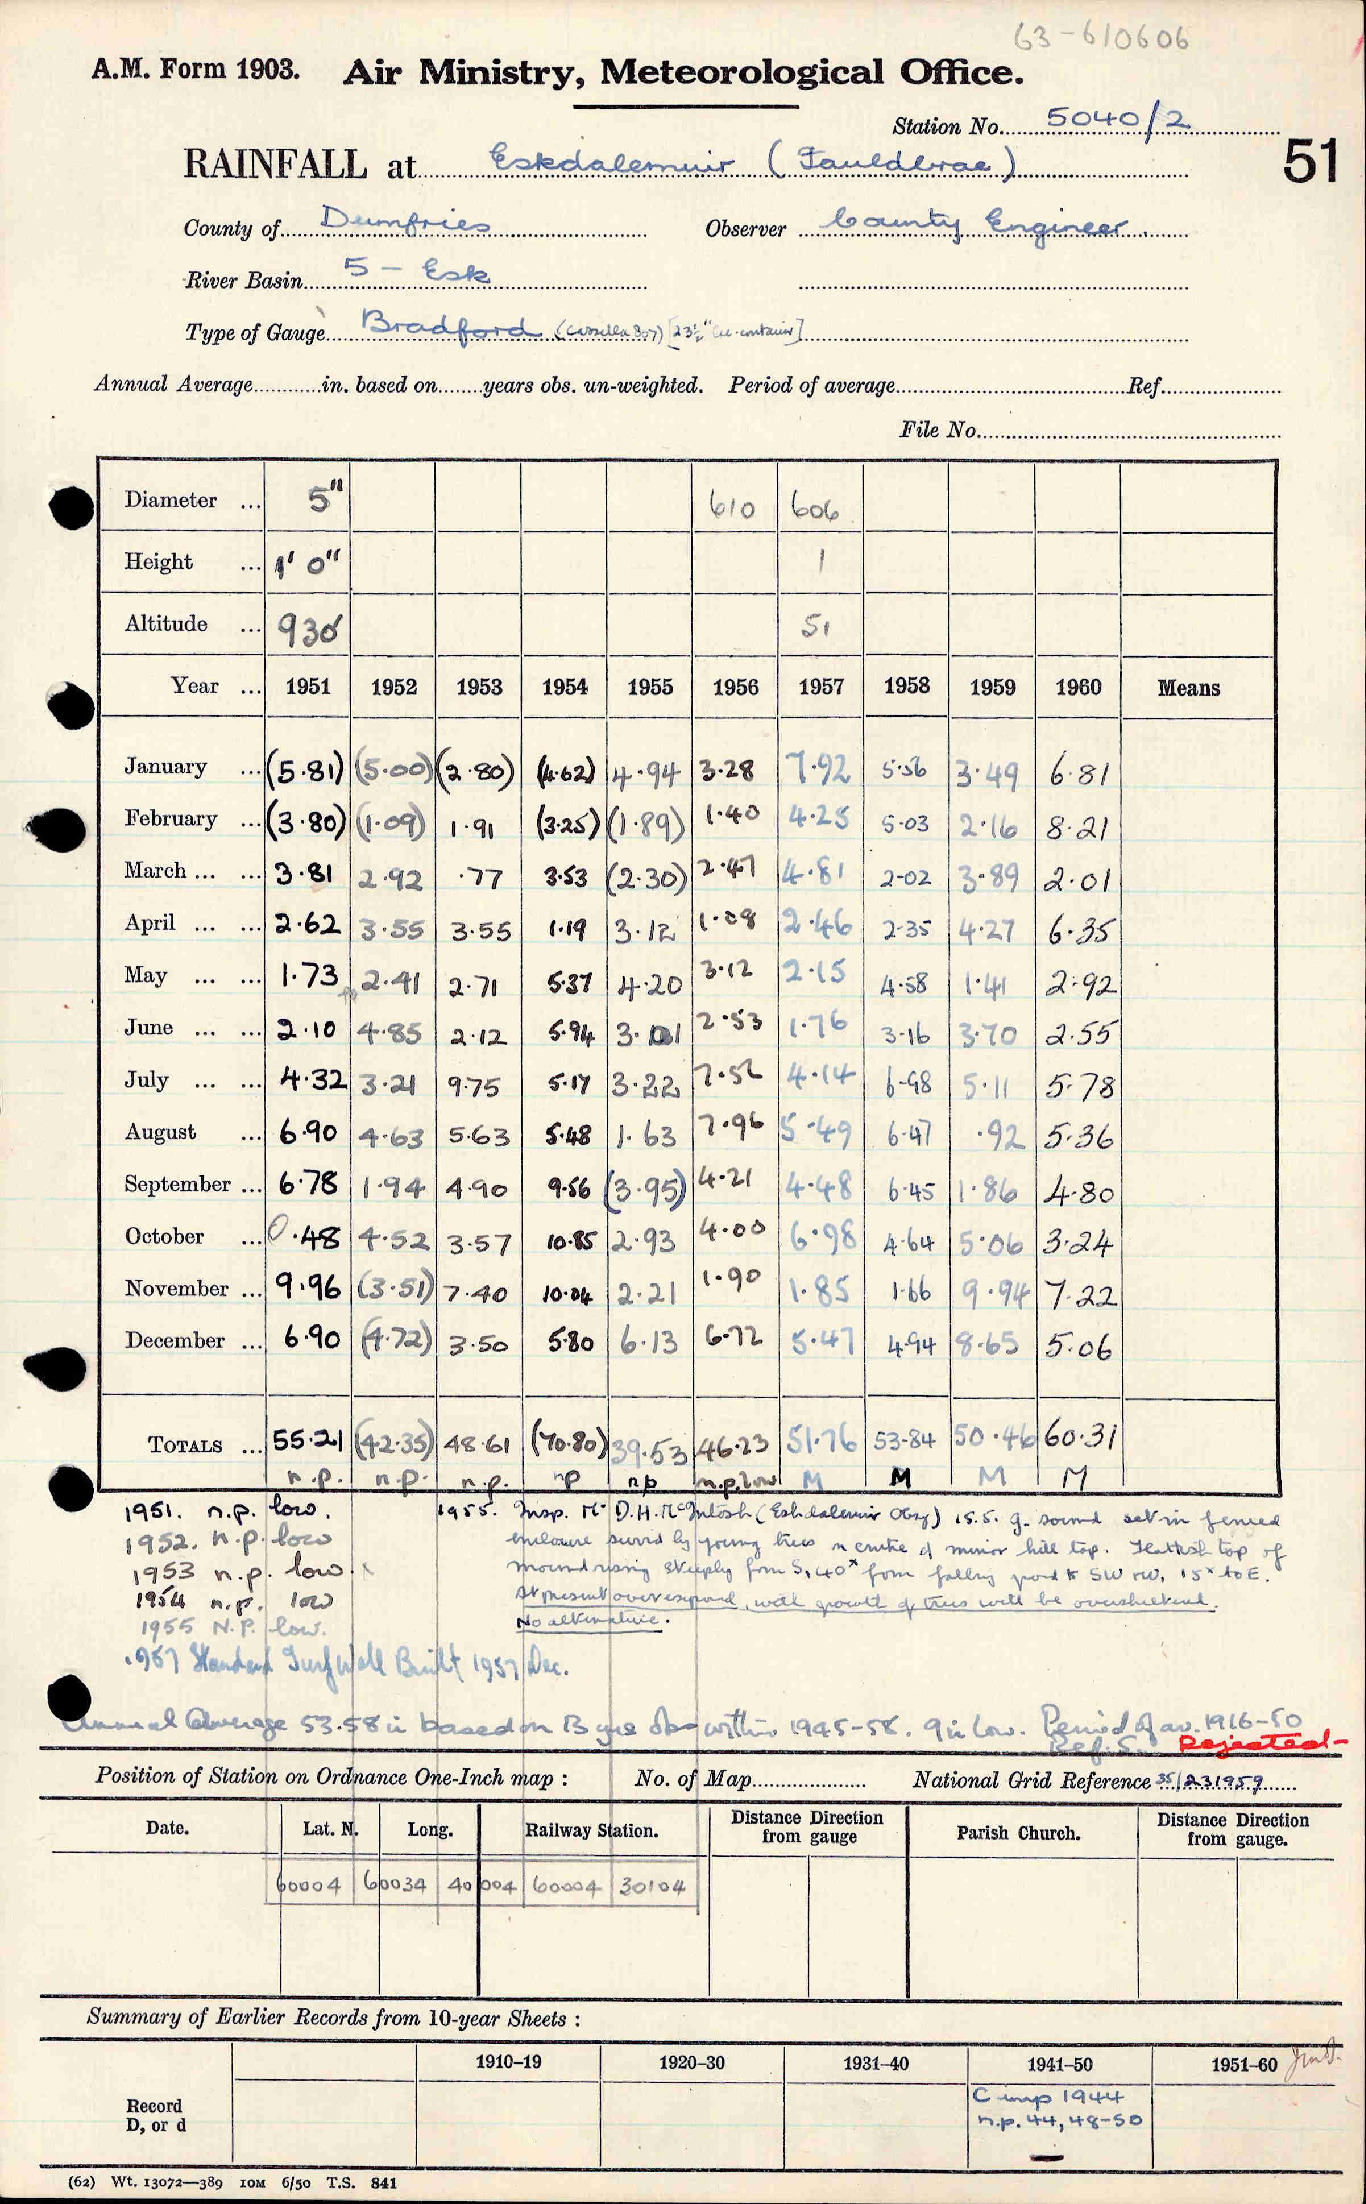 63-610606
A.M. Form 1903. Air Ministry, Meteorological Office.
Station No. 5040/2
RAINFALL at Eskdalemuir (Fauldbrae) 51
County of Dumfries Observer County Engineer.
River Basin 5 - Esk
Type of Gauge Bradford (Casella 307) [23½"
Annual Average in. based on years obs. un-weighted. Period of average Ref.
File No.
Diameter ... 5" 610 606
Height ... 1' 0" 1
Altitude ... 930' 51
Year ... 1951 1952 1953 1954 1955 1956 1957 1958 1959 1960 Means
January ... (5.81) (5.00) (2.80) (4.62) 4.94 3.28 7.92 5.56 3.49 6.81
February ... (3.80) (1.09) 1.91 (3.25) (1.89) 1.40 4.25 5.03 2.16 8.21
March ... ... 3.81 2.92 .77 3.53 (2.30) 2.47 4.81 2.02 3.89 2.01
April ... ... 2.62 3.55 3.55 1.19 3.12 1.08 2.46 2.35 4.27 6.35
May ... ... 1.73 2.41 2.71 5.37 4.20 3.12 2.15 4.58 1.41 2.92
June ... ... 2.10 4.85 2.12 5.94 2.53 1.76 3.16 3.70 2.55
July ... ... 4.32 3.21 9.75 5.17 3.22 7.56 4.14 6.98 5.11 5.78
August ... 6.90 4.63 5.63 5.48 1.63 7.96 5.49 6.47 .92 5.36
September ... 6.78 1.94 4.90 9.56 (3.95) 4.21 4.48 6.45 1.86 4.80
October ... 0.48 4.52 3.57 10.85 2.93 4.00 6.98 4.64 5.06 3.24
November ... 9.96 (3.51) 7.40 10.04 2.21 1.90 1.85 1.66 9.94 7.22
December ... 6.90 (4.72) 3.50 5.80 6.13 6.72 5.47 4.94 8.65 5.06
TOTALS ... 55.21 (42.35) 48.61 (70.80) 39.53 46.23 51.76 53.84 50.46 60.31
n.p. n.p. n.p. np np n.p. low M M M M
1951. n.p. low. 1955. Insp. Mr D.H. McIntosh (Eskdalemuir Obsy) 15.5. g. sound set in fenced
1952. n.p. low enclosure surrd by young trees in centre of minor hill top. Flattish top of
1953 n.p. low. mound rising steeply from S, 40x from falling grnd to SW & W, 15x to E.
1954 n.p. low At present overexposed, with growth of trees will be oversheltered.
1955 N.P. low. No alternative.
1957 Standard Turf Wall Built 1957 Dec.
Annual Average 53.58 in based on 13 yrs obs within 1945-58. 9 in low. Period of av. 1916-50
Ref. S. Rejected
Position of Station on Ordnance One-Inch map : No. of Map National Grid Reference 35/231959
Date. Lat. N. Long. Railway Station. Distance Direction from gauge Parish Church. Distance Direction from gauge.
60004 60034 40004 60004 30104
Summary of Earlier Records from 10-year Sheets :
1910-19 1920-30 1931-40 1941-50 1951-60
Record
D, or d
C imp 1944
n.p. 44, 48-50
(62) Wt. 13072—389 10M 6/50 T.S. 841